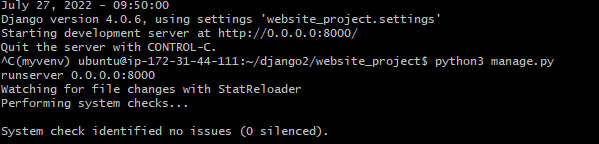 July 27, 2022 - 09:50:00
Django version 4.0.6, using settings 'website_project.settings'
Starting development server at http://0.0.0.0:8000/
Quit the server with CONTROL-C.
^C(myvenv) ubuntu@ip-172-31-44-111:~/django2/website_project$ python3 manage.py
runserver 0.0.0.0:8000
Watching for file changes with StatReloader
Performing system checks...

System check identified no issues (0 silenced).